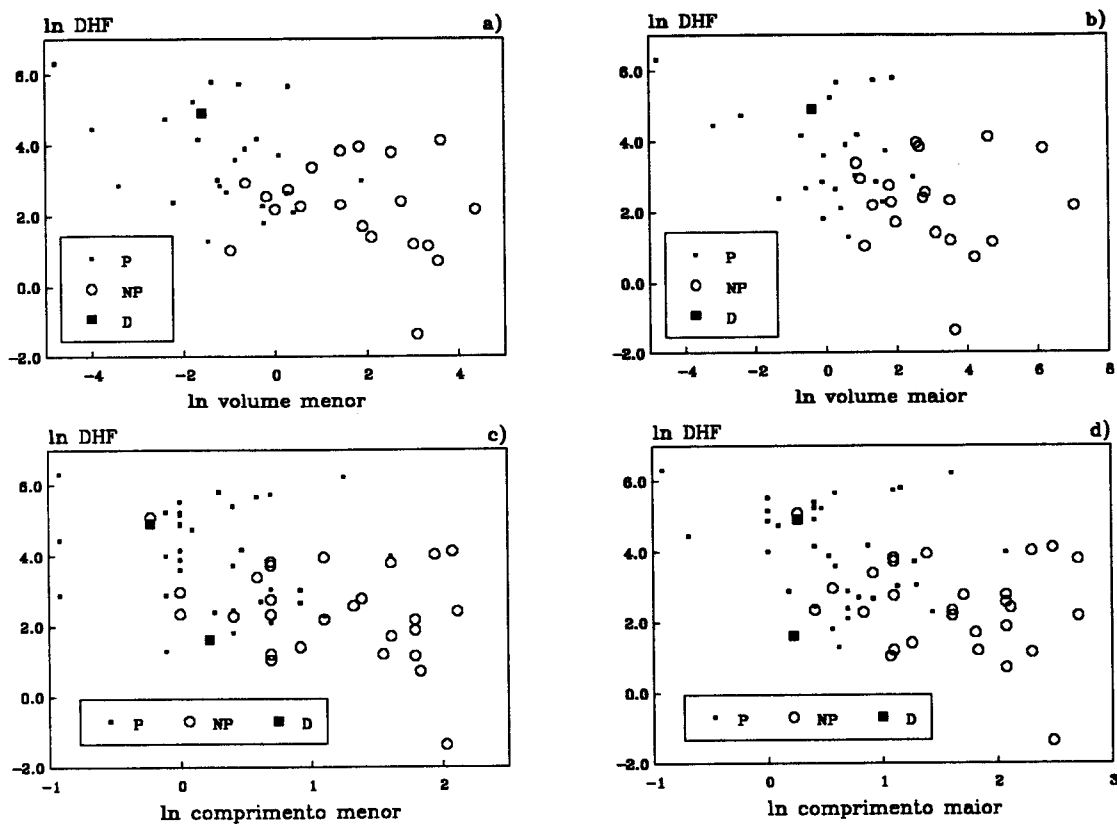 ln DHF a)
6.0
4.0
2.0
0.0
−2.0
P
NP
D
−4 −2 0 2 4
ln volume menor
ln DHF b)
6.0
4.0
2.0
0.0
−2.0
P
NP
D
−4 −2 0 2 4 6 8
ln volume maior
ln DHF c)
6.0
4.0
2.0
0.0
−2.0
P NP D
−1 0 1 2
ln comprimento menor
ln DHF d)
6.0
4.0
2.0
0.0
−2.0
P NP D
−1 0 1 2 3
ln comprimento maior